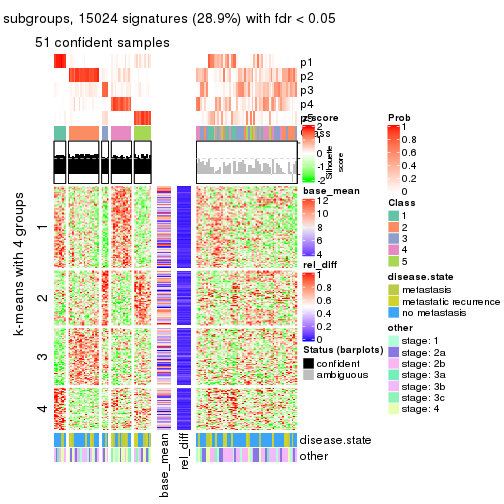 subgroups, 15024 signatures (28.9%) with fdr < 0.05
51 confident samples
p1
p2
p3
p4
p5
Class
z-score
2
1
0
-1
-2
Silhouette
score
base_mean
12
10
8
6
4
rel_diff
1
0.8
0.6
0.4
0.2
0
Status (barplots)
confident
ambiguous
Prob
1
0.8
0.6
0.4
0.2
0
Class
1
2
3
4
5
disease.state
metastasis
metastatic recurrence
no metastasis
other
stage: 1
stage: 2a
stage: 2b
stage: 3a
stage: 3b
stage: 3c
stage: 4
k-means with 4 groups
1
2
3
4
disease.state
other
base_mean
rel_diff